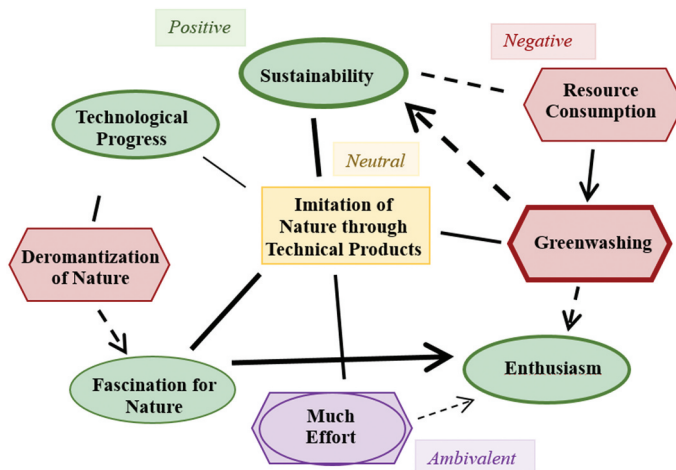 Positive
Negative
Sustainability
Resource
Consumption
Technological
Progress
Neutral
Imitation of
Nature through
Technical Products
Deromantization
of Nature
Greenwashing
Fascination for
Nature
Enthusiasm
Much
Effort
Ambivalent